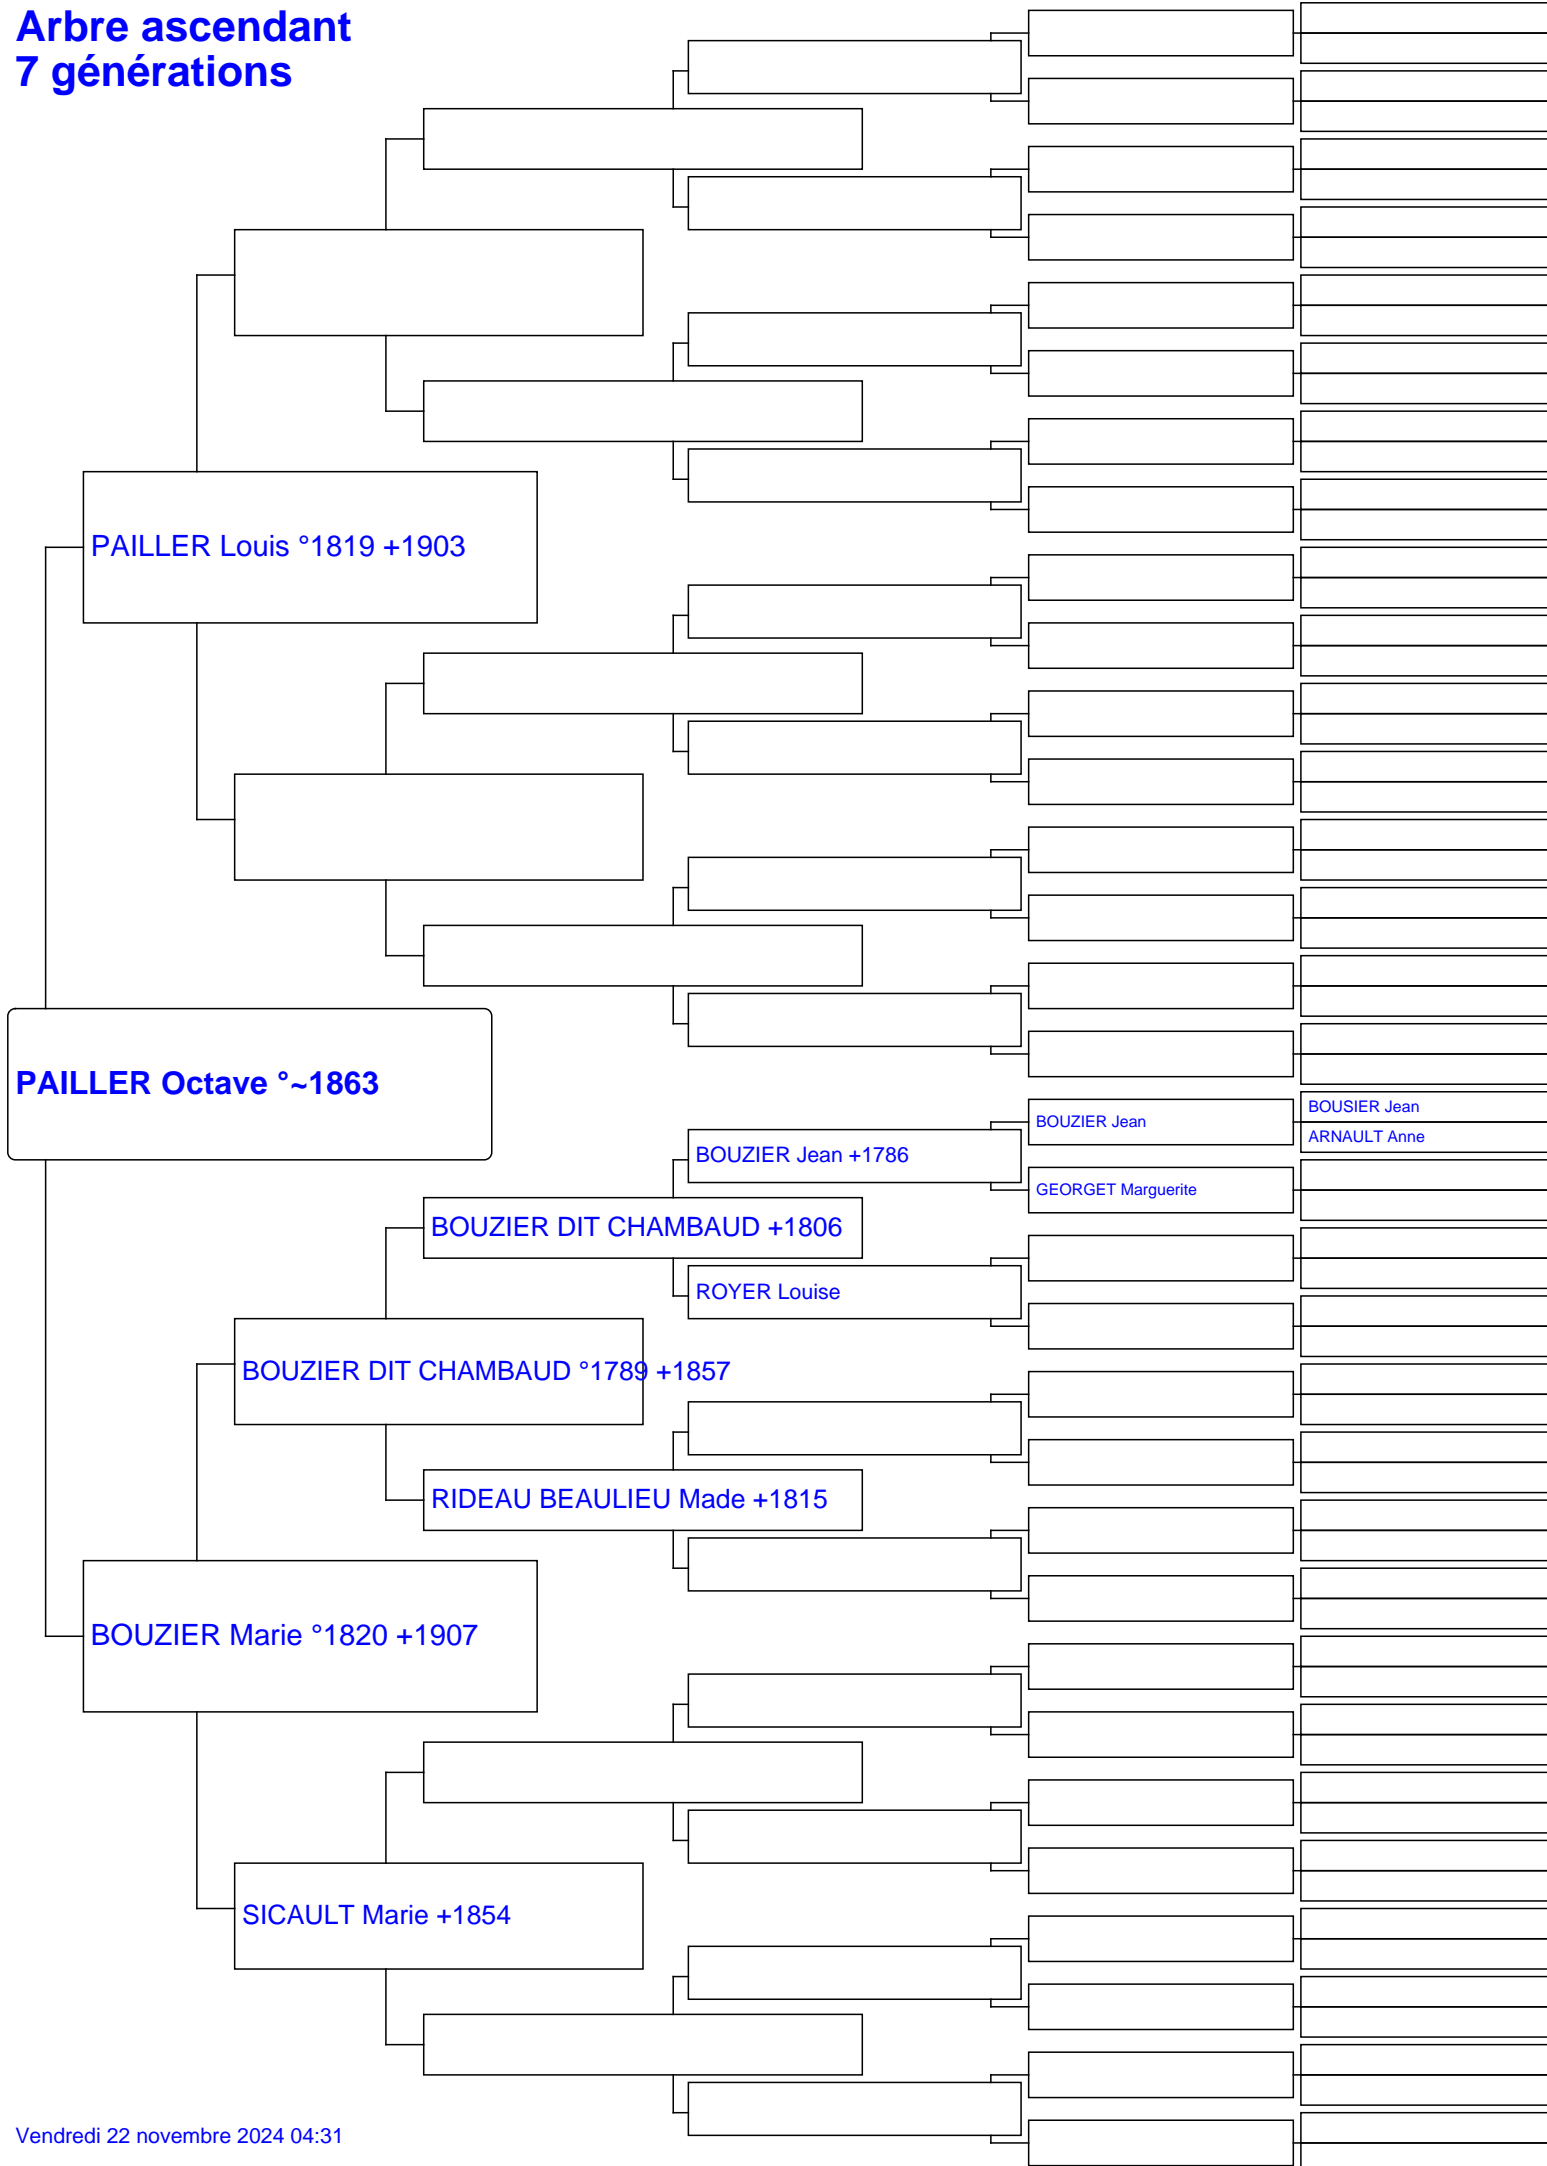 Arbre ascendant
7 générations
PAILLER Louis °1819 +1903
PAILLER Octave °~1863
BOUZIER Jean
BOUSIER Jean
ARNAULT Anne
BOUZIER Jean +1786
GEORGET Marguerite
BOUZIER DIT CHAMBAUD +1806
ROYER Louise
BOUZIER DIT CHAMBAUD °1789 +1857
RIDEAU BEAULIEU Made +1815
BOUZIER Marie °1820 +1907
SICAULT Marie +1854
Vendredi 22 novembre 2024 04:31